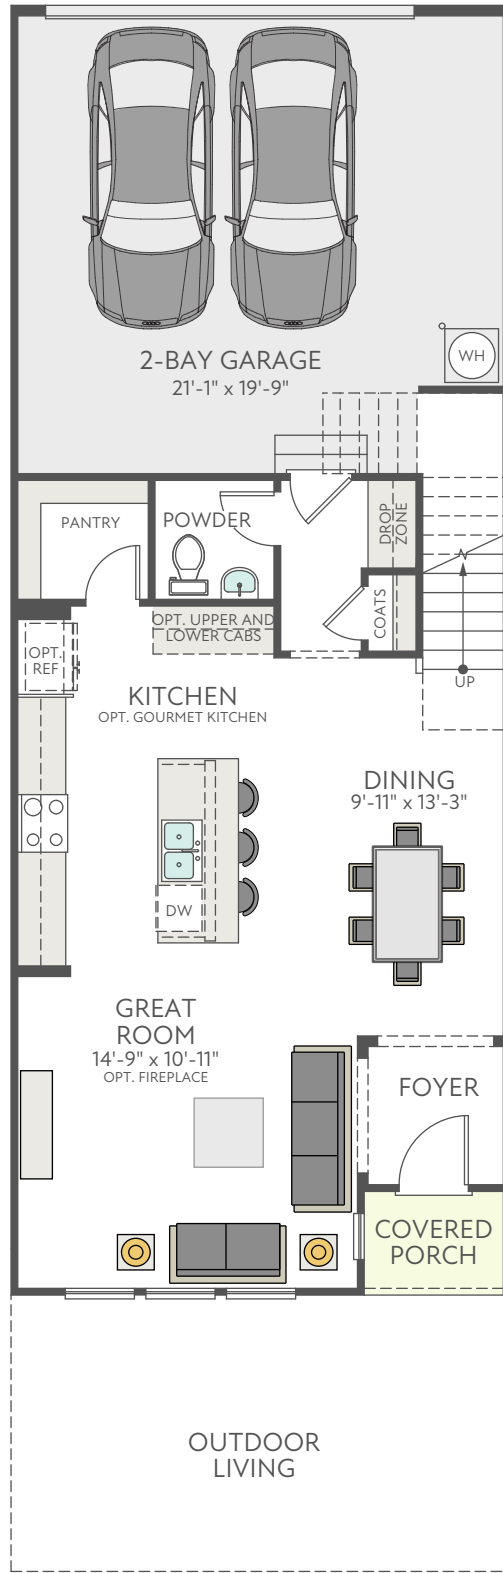 2-BAY GARAGE
21'-1" x 19'-9"
WH
PANTRY
POWDER
DROP
ZONE
COATS
OPT. UPPER AND
LOWER CABS
OPT.
REF
UP
KITCHEN
OPT. GOURMET KITCHEN
DINING
9'-11" x 13'-3"
DW
GREAT
ROOM
14'-9" x 10'-11"
OPT. FIREPLACE
FOYER
COVERED
PORCH
OUTDOOR
LIVING